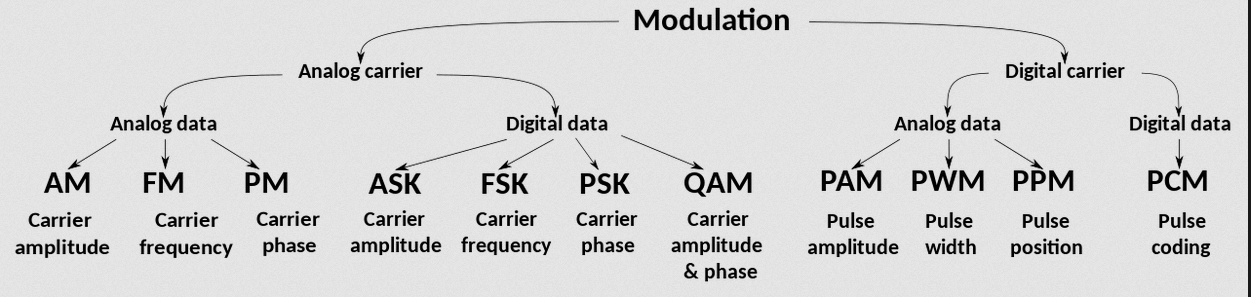 Modulation
Analog carrier
Digital carrier
Analog data
Digital data
Analog data
Digital data
AM
FM
PM
ASK
FSK
PSK
QAM
PAM
PWM
PPM
PCM
Carrier
amplitude
Carrier
frequency
Carrier
phase
Carrier
amplitude
Carrier
frequency
Carrier
phase
Carrier
amplitude
& phase
Pulse
amplitude
Pulse
width
Pulse
position
Pulse
coding